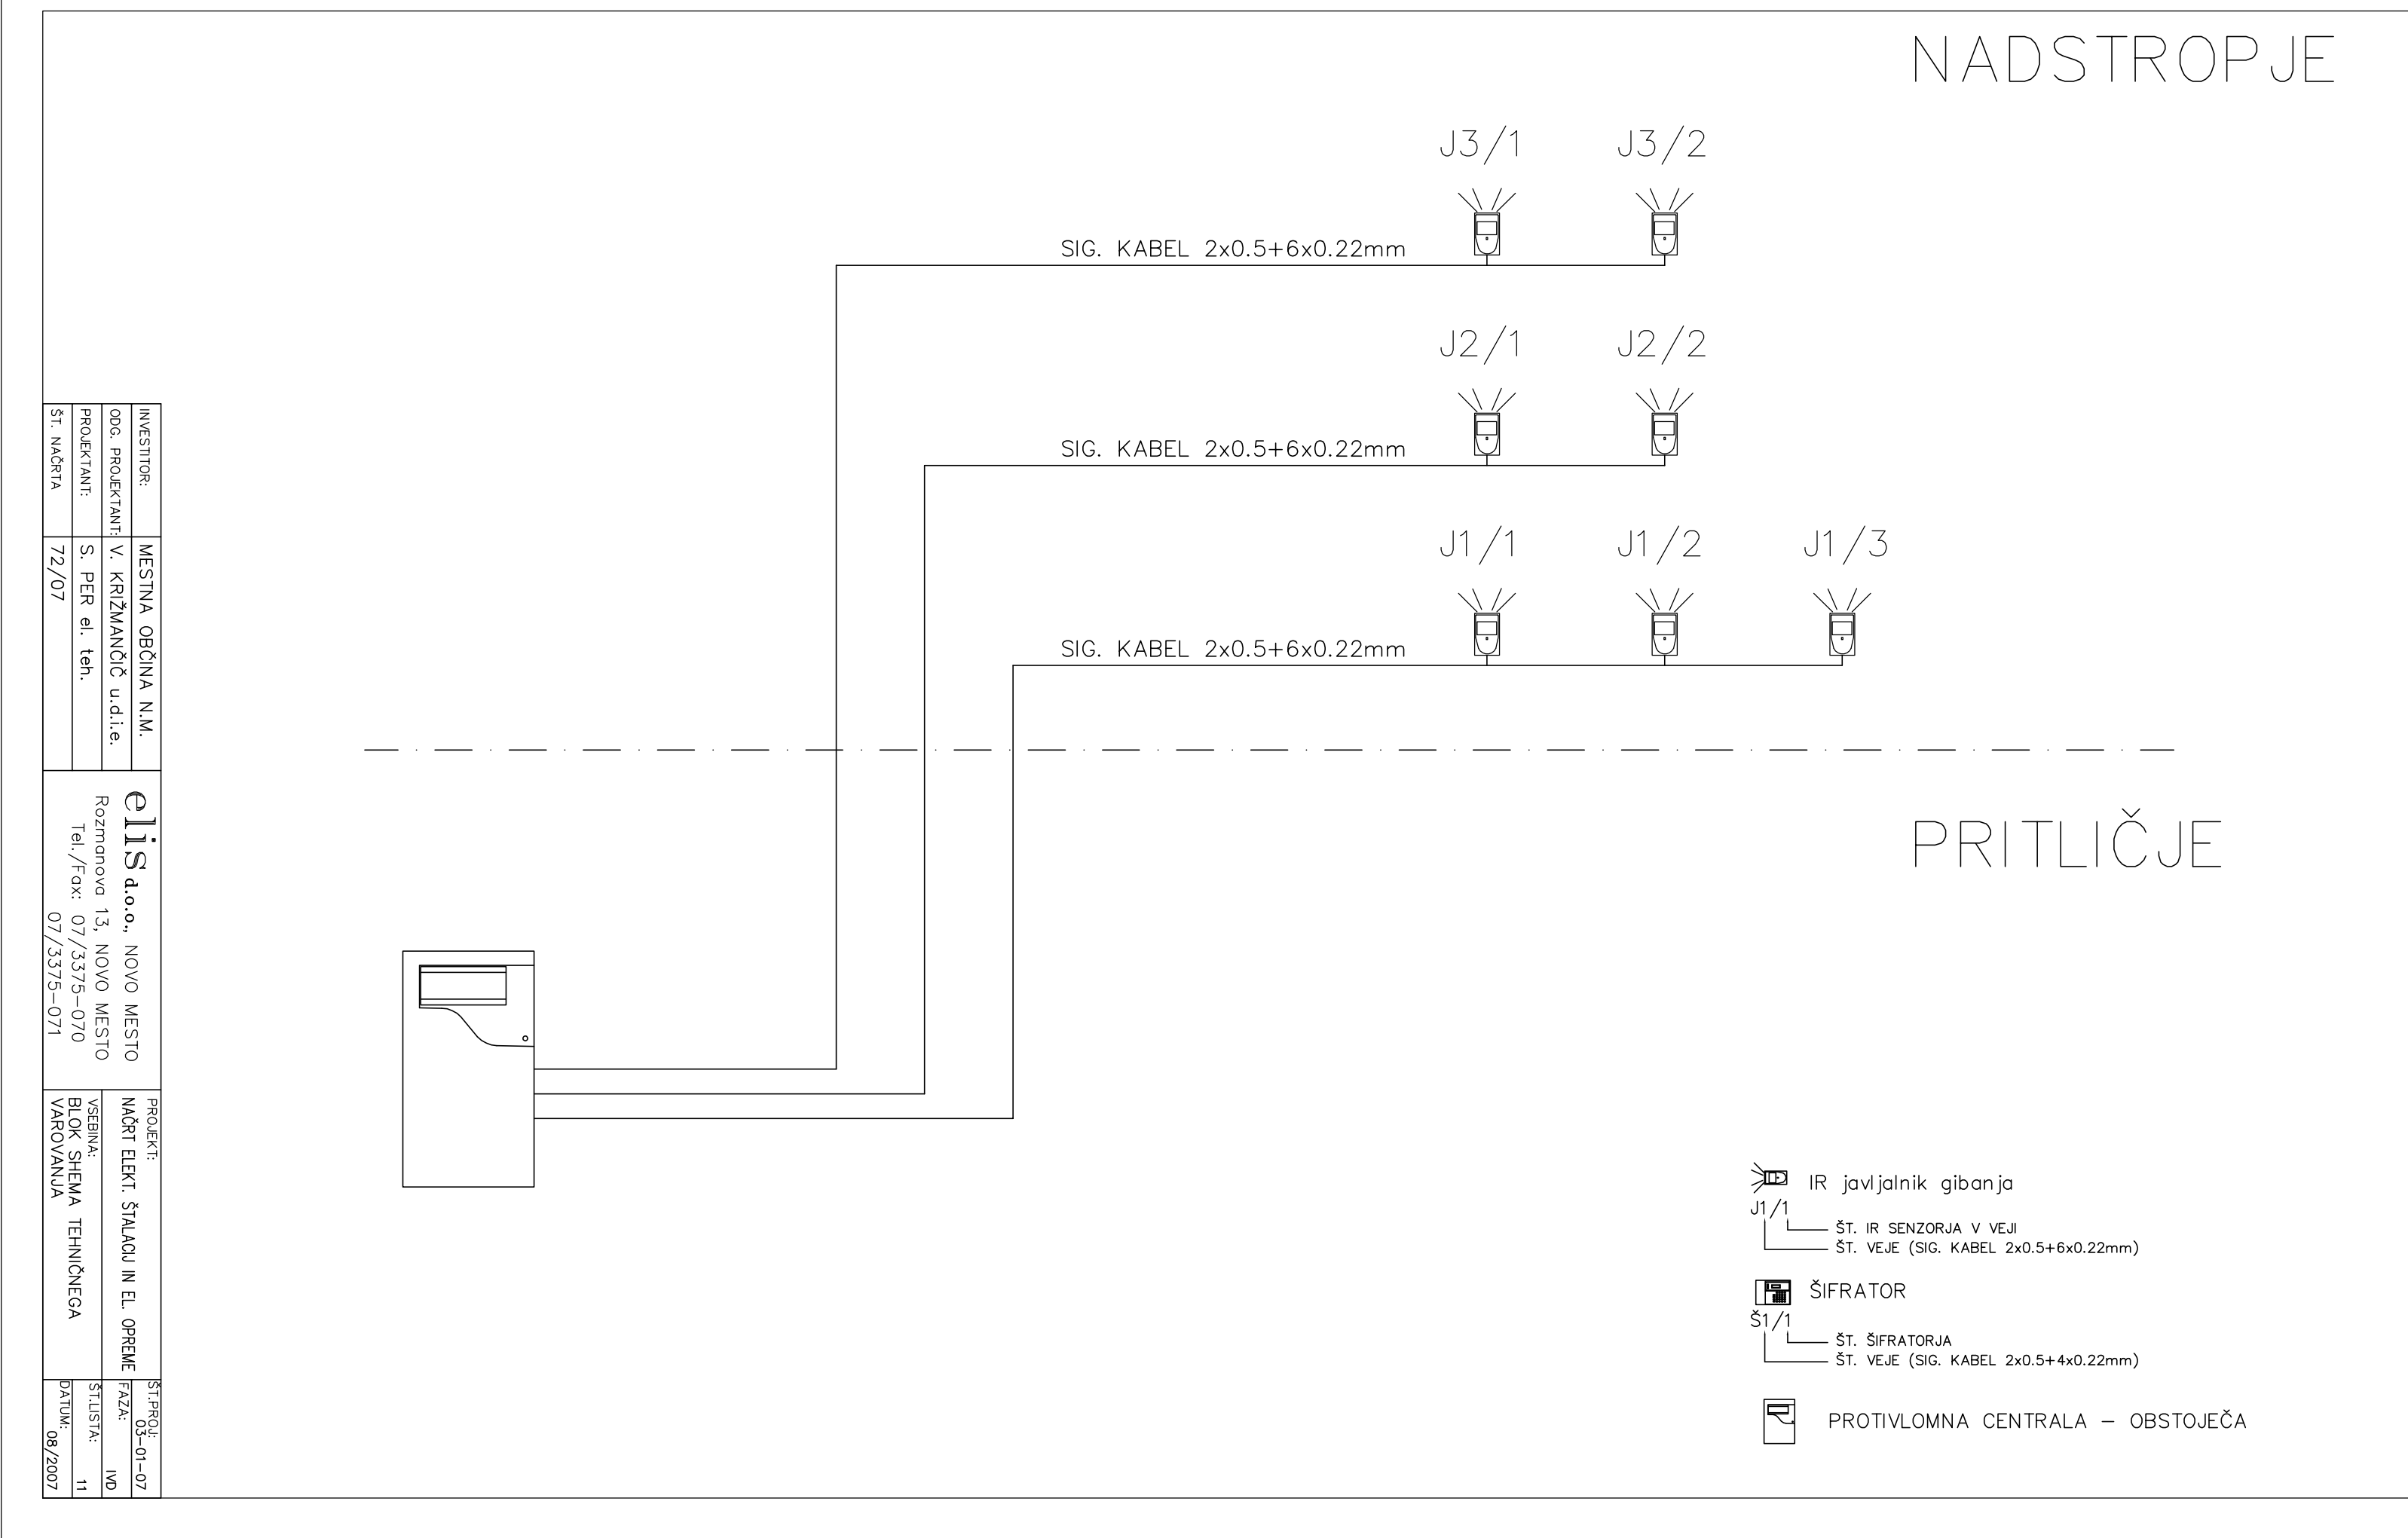 NADSTROPJE
J3/1 J3/2
SIG. KABEL 2x0.5+6x0.22mm
J2/1 J2/2
SIG. KABEL 2x0.5+6x0.22mm
J1/1 J1/2 J1/3
SIG. KABEL 2x0.5+6x0.22mm
PRITLIČJE
IR javljalnik gibanja
J1/1
ŠT. IR SENZORJA V VEJI
ŠT. VEJE (SIG. KABEL 2x0.5+6x0.22mm)
ŠIFRATOR
Š1/1
ŠT. ŠIFRATORJA
ŠT. VEJE (SIG. KABEL 2x0.5+4x0.22mm)
PROTIVLOMNA CENTRALA – OBSTOJEČA
INVESTITOR: MESTNA OBČINA N.M.
ODG. PROJEKTANT: V. KRIŽMANČIČ u.d.i.e.
PROJEKTANT: S. PER el. teh.
ŠT. NAČRTA 72/07
elis d.o.o., NOVO MESTO
Rozmanova 13, NOVO MESTO
Tel./Fax: 07/3375-070
07/3375-071
PROJEKT:
NAČRT ELEKT. ŠTALACIJ IN EL. OPREME
VSEBINA:
BLOK SHEMA TEHNIČNEGA
VAROVANJA
ŠT.PROJ:
03-01-07
FAZA: IVD
ŠT.LISTA: 11
DATUM: 08/2007